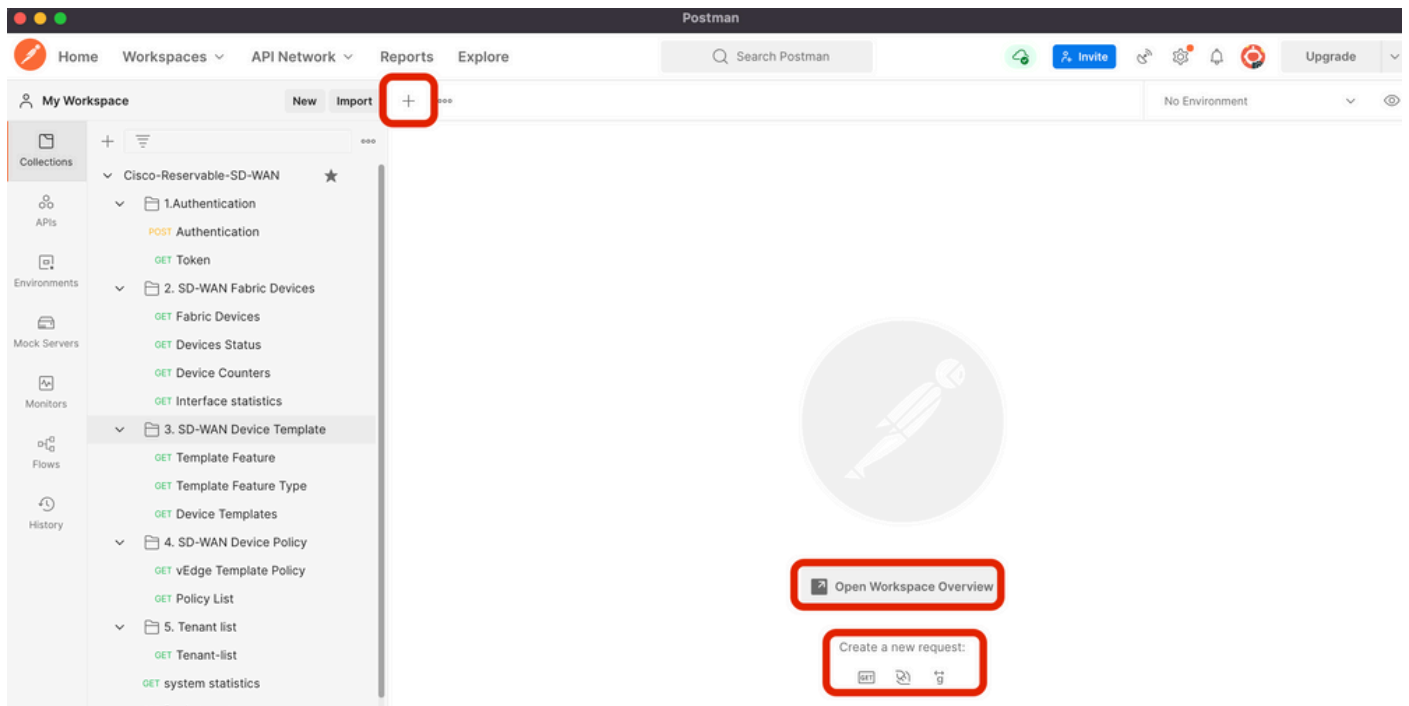 Postman
Home Workspaces API Network Reports Explore Search Postman Invite Upgrade
My Workspace New Import No Environment
Collections
APIs
Environments
Mock Servers
Monitors
Flows
History
Cisco-Reservable-SD-WAN
1.Authentication
POST Authentication
GET Token
2. SD-WAN Fabric Devices
GET Fabric Devices
GET Devices Status
GET Device Counters
GET Interface statistics
3. SD-WAN Device Template
GET Template Feature
GET Template Feature Type
GET Device Templates
4. SD-WAN Device Policy
GET vEdge Template Policy
GET Policy List
5. Tenant list
GET Tenant-list
GET system statistics
Open Workspace Overview
Create a new request:
GET g